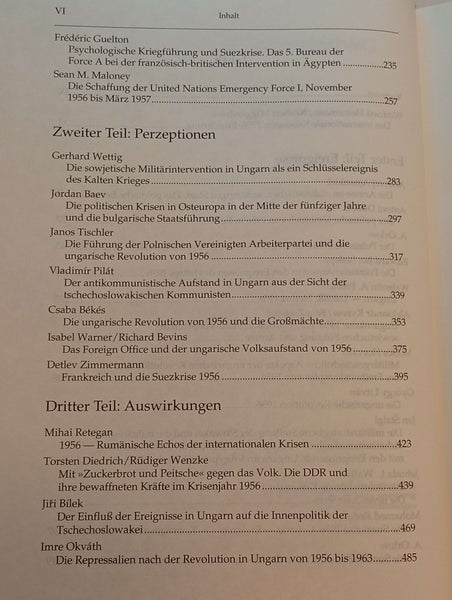 VI
Inhalt
Frédéric Guelton
Psychologische Kriegführung und Suezkrise. Das 5. Bureau der
Force A bei der französisch-britischen Intervention in Ägypten ..................235
Sean M. Maloney
Die Schaffung der United Nations Emergency Force I, November
1956 bis März 1957..................257
Zweiter Teil: Perzeptionen
Gerhard Wettig
Die sowjetische Militärintervention in Ungarn als ein Schlüsselereignis
des Kalten Krieges..................283
Jordan Baev
Die politischen Krisen in Osteuropa in der Mitte der fünfziger Jahre
und die bulgarische Staatsführung ..................297
Janos Tischler
Die Führung der Polnischen Vereinigten Arbeiterpartei und die
ungarische Revolution von 1956 ..................317
Vladimír Pilát
Der antikommunistische Aufstand in Ungarn aus der Sicht der
tschechoslowakischen Kommunisten..................339
Csaba Békés
Die ungarische Revolution von 1956 und die Großmächte..................353
Isabel Warner/Richard Bevins
Das Foreign Office und der ungarische Volksaufstand von 1956 ..................375
Detlev Zimmermann
Frankreich und die Suezkrise 1956 ..................395
Dritter Teil: Auswirkungen
Mihai Retegan
1956 — Rumänische Echos der internationalen Krisen ..................423
Torsten Diedrich/Rüdiger Wenzke
Mit »Zuckerbrot und Peitsche« gegen das Volk. Die DDR und
ihre bewaffneten Kräfte im Krisenjahr 1956 ..................439
Jiři Bílek
Der Einfluß der Ereignisse in Ungarn auf die Innenpolitik der
Tschechoslowakei ..................469
Imre Okváth
Die Repressalien nach der Revolution in Ungarn von 1956 bis 1963..................485